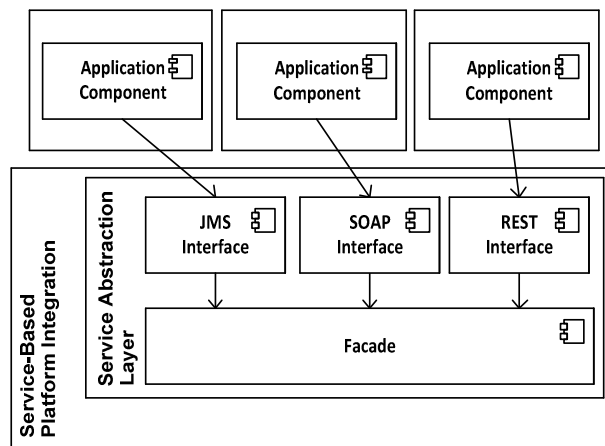 Application
Component
Application
Component
Application
Component
Service-Based
Platform Integration
Service Abstraction
Layer
JMS
Interface
SOAP
Interface
REST
Interface
Facade